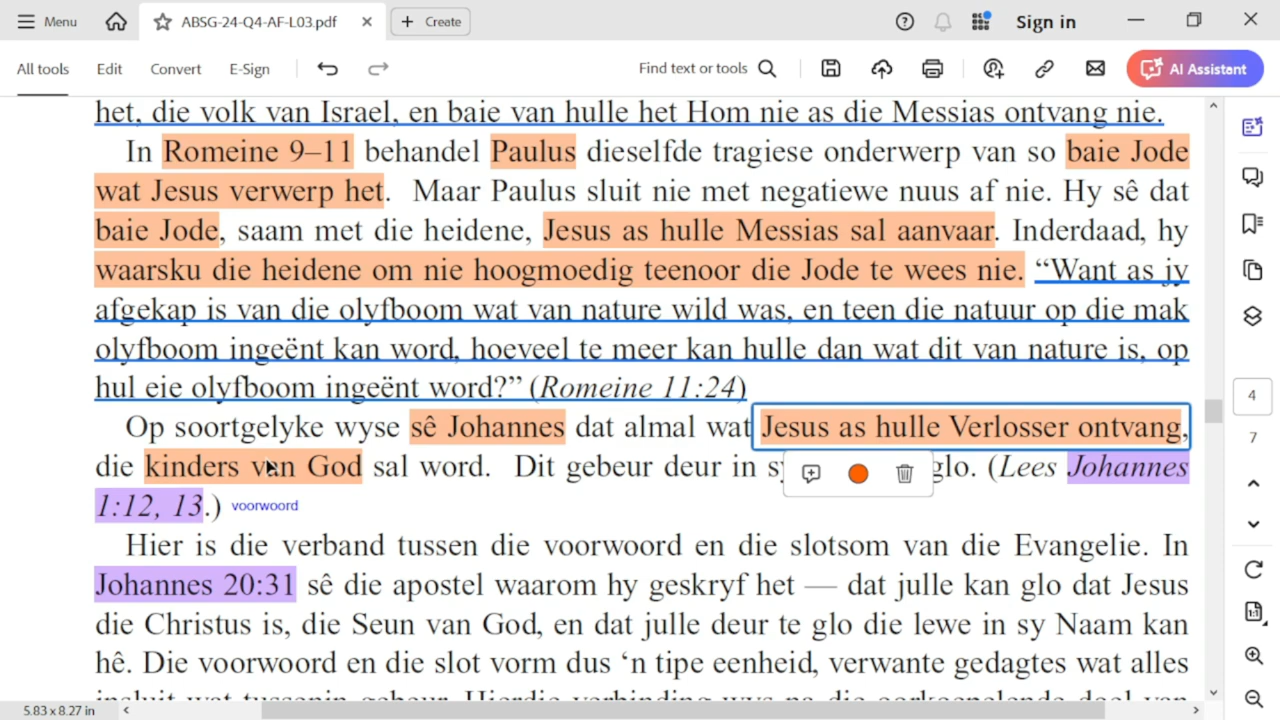 Menu
ABSG-24-Q4-AF-L03.pdf
Create
Sign in
All tools
Edit
Convert
E-Sign
Find text or tools
AI Assistant
het, die volk van Israel, en baie van hulle het Hom nie as die Messias ontvang nie.
In Romeine 9–11 behandel Paulus dieselfde tragiese onderwerp van so baie Jode
wat Jesus verwerp het. Maar Paulus sluit nie met negatiewe nuus af nie. Hy sê dat
baie Jode, saam met die heidene, Jesus as hulle Messias sal aanvaar. Inderdaad, hy
waarsku die heidene om nie hoogmoedig teenoor die Jode te wees nie. “Want as jy
afgekap is van die olyfboom wat van nature wild was, en teen die natuur op die mak
olyfboom ingeënt kan word, hoeveel te meer kan hulle dan wat dit van nature is, op
hul eie olyfboom ingeënt word?” (Romeine 11:24)
Op soortgelyke wyse sê Johannes dat almal wat Jesus as hulle Verlosser ontvang,
die kinders van God sal word. Dit gebeur deur in glo. (Lees Johannes
1:12, 13.) voorwoord
Hier is die verband tussen die voorwoord en die slotsom van die Evangelie. In
Johannes 20:31 sê die apostel waarom hy geskryf het — dat julle kan glo dat Jesus
die Christus is, die Seun van God, en dat julle deur te glo die lewe in sy Naam kan
hê. Die voorwoord en die slot vorm dus ‘n tipe eenheid, verwante gedagtes wat alles
4
7
5.83 x 8.27 in